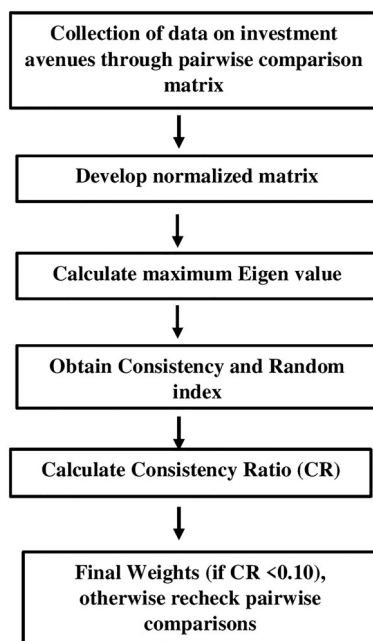 Collection of data on investment
avenues through pairwise comparison
matrix
Develop normalized matrix
Calculate maximum Eigen value
Obtain Consistency and Random
index
Calculate Consistency Ratio (CR)
Final Weights (if CR <0.10),
otherwise recheck pairwise
comparisons